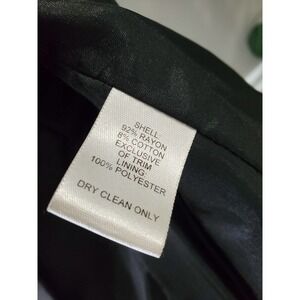 SHELL
92% RAYON
8% COTTON
EXCLUSIVE
OF TRIM
LINING
100% POLYESTER
DRY CLEAN ONLY